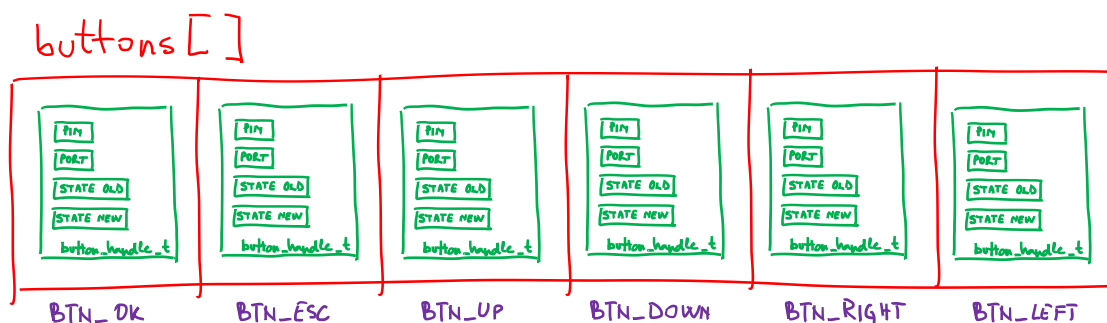 buttons[]
PIN PIN PIN PIN PIN PIN
PORT PORT PORT PORT PORT PORT
STATE OLD STATE OLD STATE OLD STATE OLD STATE OLD STATE OLD
STATE NEW STATE NEW STATE NEW STATE NEW STATE NEW STATE NEW
button_handle_t button_handle_t button_handle_t button_handle_t button_handle_t button_handle_t
BTN_OK BTN_ESC BTN_UP BTN_DOWN BTN_RIGHT BTN_LEFT